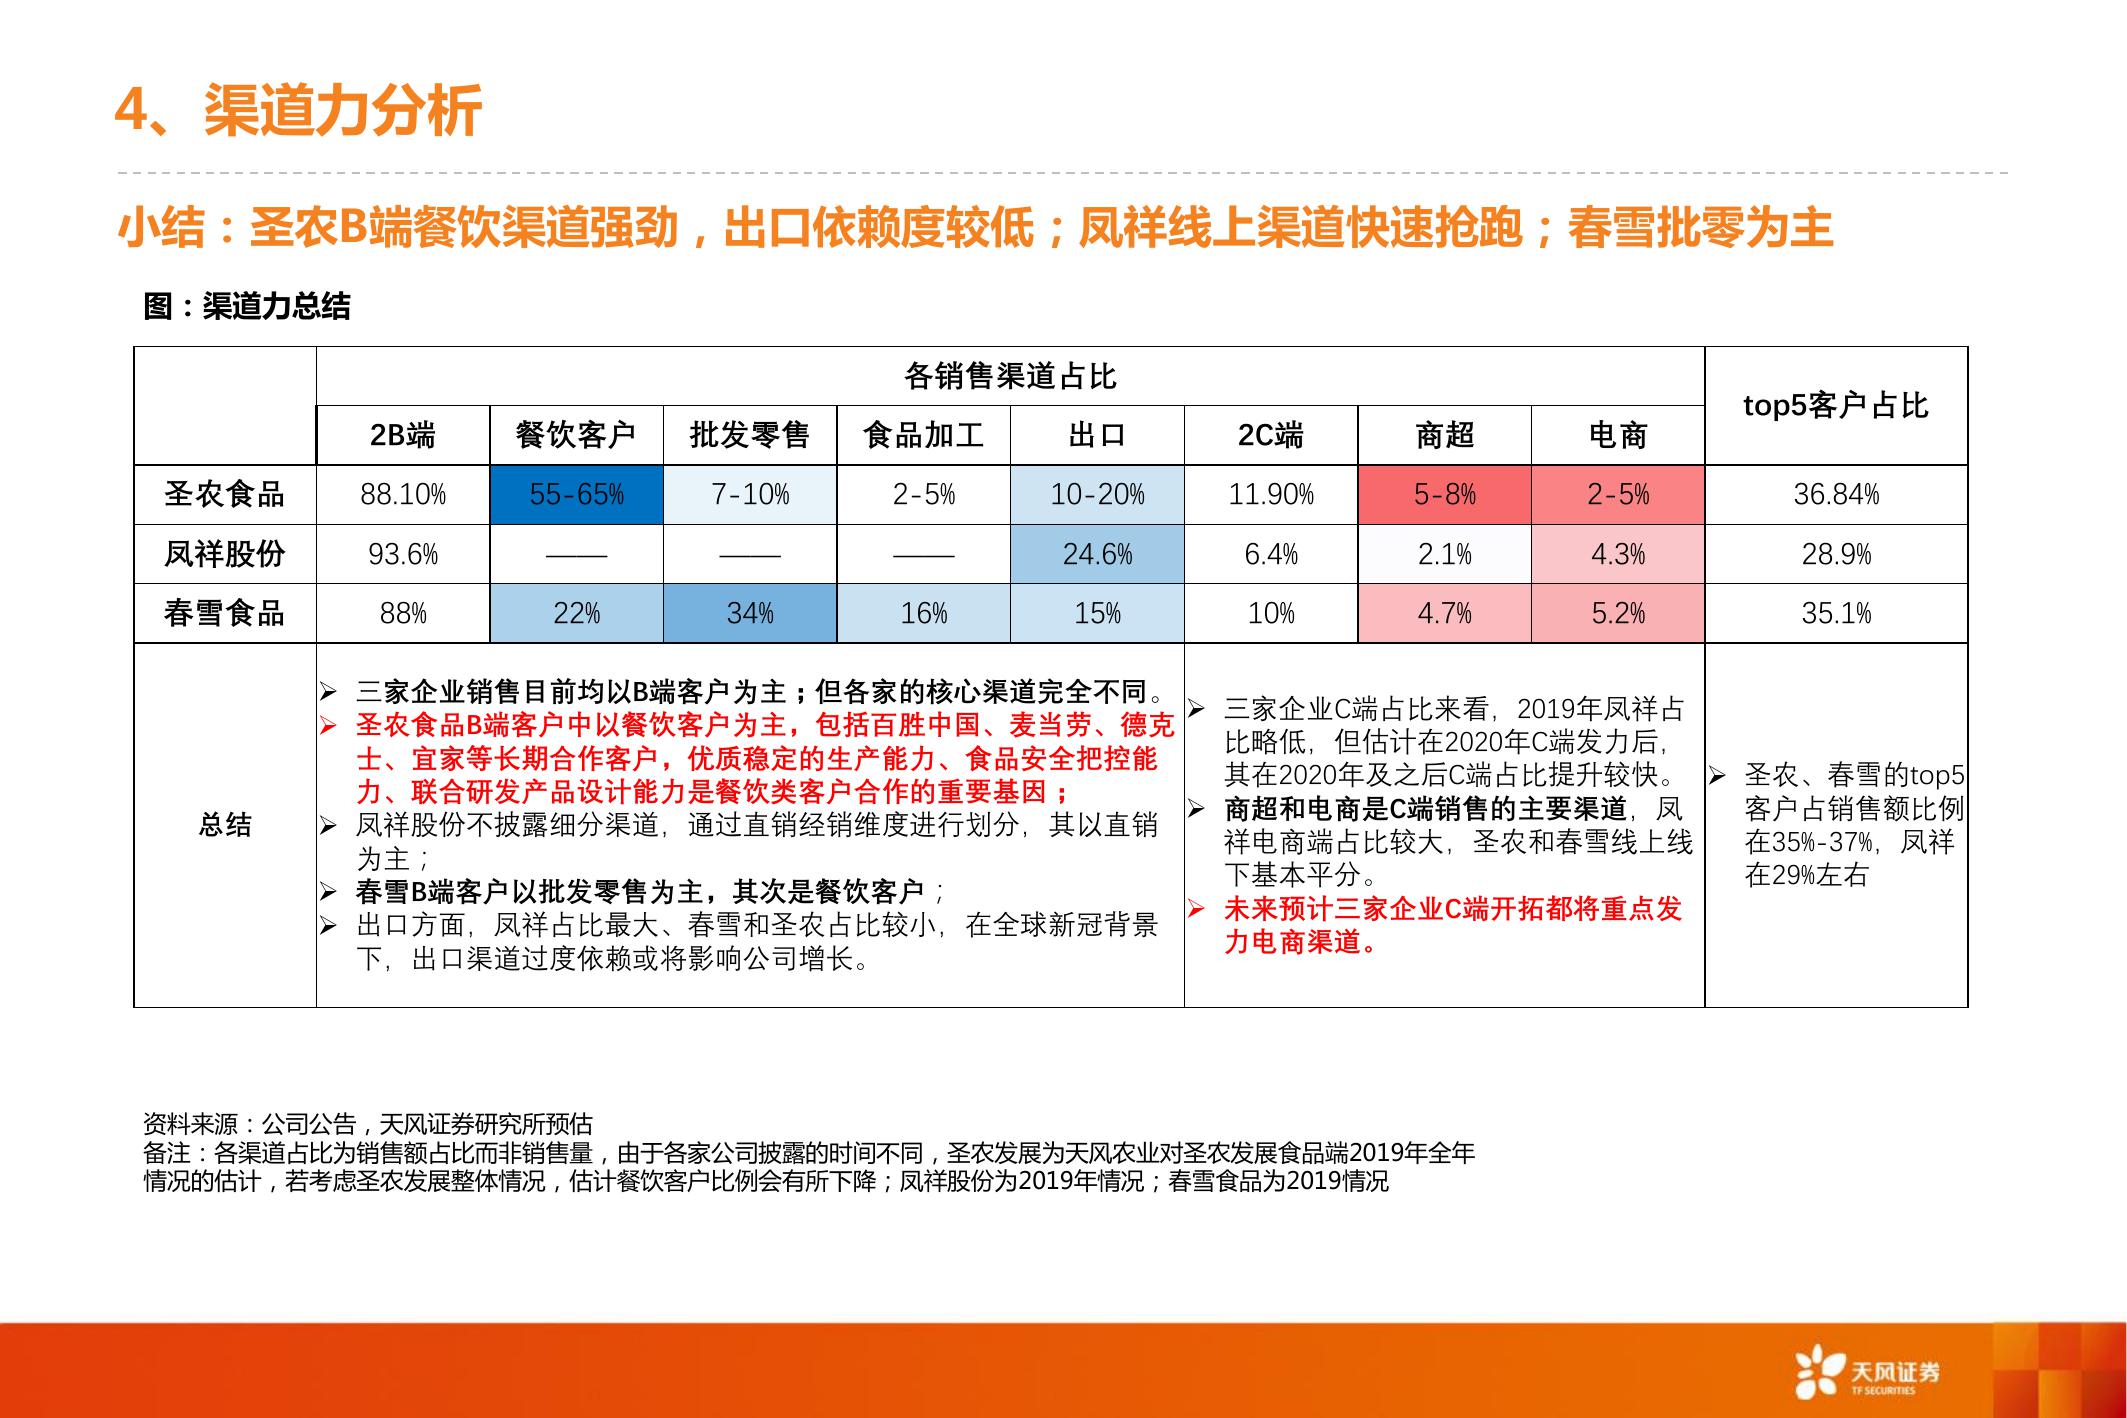 4、渠道力分析
小结：圣农B端餐饮渠道强劲，出口依赖度较低；凤祥线上渠道快速抢跑；春雪批零为主
图：渠道力总结
各销售渠道占比
top5客户占比
2B端 餐饮客户 批发零售 食品加工 出口 2C端 商超 电商
圣农食品 88.10% 55-65% 7-10% 2-5% 10-20% 11.90% 5-8% 2-5% 36.84%
凤祥股份 93.6% —— —— —— 24.6% 6.4% 2.1% 4.3% 28.9%
春雪食品 88% 22% 34% 16% 15% 10% 4.7% 5.2% 35.1%
总结
➢ 三家企业销售目前均以B端客户为主；但各家的核心渠道完全不同。
➢ 圣农食品B端客户中以餐饮客户为主，包括百胜中国、麦当劳、德克
士、宜家等长期合作客户，优质稳定的生产能力、食品安全把控能
力、联合研发产品设计能力是餐饮类客户合作的重要基因；
➢ 凤祥股份不披露细分渠道，通过直销经销维度进行划分，其以直销
为主；
➢ 春雪B端客户以批发零售为主，其次是餐饮客户；
➢ 出口方面，凤祥占比最大、春雪和圣农占比较小，在全球新冠背景
下，出口渠道过度依赖或将影响公司增长。
➢ 三家企业C端占比来看，2019年凤祥占
比略低，但估计在2020年C端发力后，
其在2020年及之后C端占比提升较快。
➢ 商超和电商是C端销售的主要渠道，凤
祥电商端占比较大，圣农和春雪线上线
下基本平分。
➢ 未来预计三家企业C端开拓都将重点发
力电商渠道。
➢ 圣农、春雪的top5
客户占销售额比例
在35%-37%，凤祥
在29%左右
资料来源：公司公告，天风证券研究所预估
备注：各渠道占比为销售额占比而非销售量，由于各家公司披露的时间不同，圣农发展为天风农业对圣农发展食品端2019年全年
情况的估计，若考虑圣农发展整体情况，估计餐饮客户比例会有所下降；凤祥股份为2019年情况；春雪食品为2019情况
天风证券
TF SECURITIES